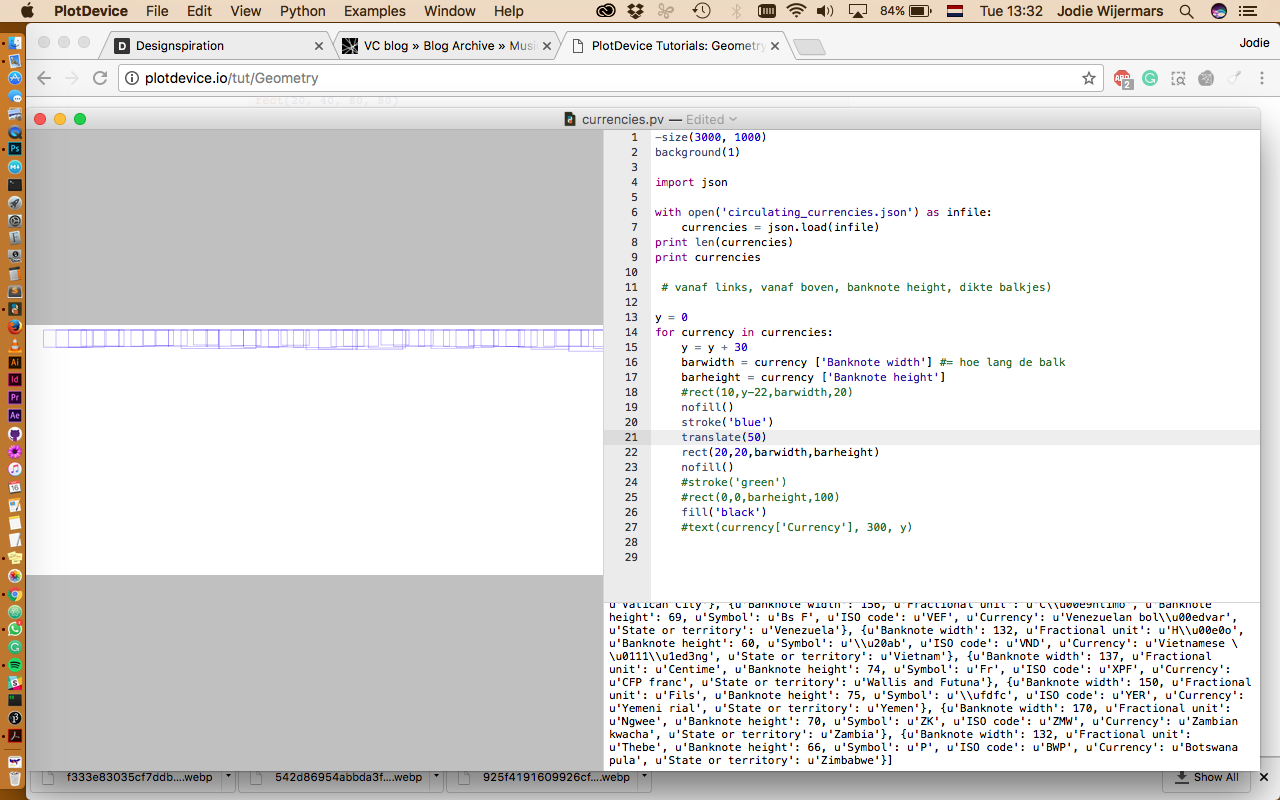 PlotDevice File Edit View Python Examples Window Help 84% Tue 13:32 Jodie Wijermars
D Designspiration × VC blog » Blog Archive » Musi × PlotDevice Tutorials: Geometry × Jodie
plotdevice.io/tut/Geometry
2
rect(20, 40, 80, 80)
currencies.pv — Edited
1 -size(3000, 1000)
2 background(1)
3
4 import json
5
6 with open('circulating_currencies.json') as infile:
7 currencies = json.load(infile)
8 print len(currencies)
9 print currencies
10
11 # vanaf links, vanaf boven, banknote height, dikte balkjes)
12
13 y = 0
14 for currency in currencies:
15 y = y + 30
16 barwidth = currency ['Banknote width'] #= hoe lang de balk
17 barheight = currency ['Banknote height']
18 #rect(10,y-22,barwidth,20)
19 nofill()
20 stroke('blue')
21 translate(50)
22 rect(20,20,barwidth,barheight)
23 nofill()
24 #stroke('green')
25 #rect(0,0,barheight,100)
26 fill('black')
27 #text(currency['Currency'], 300, y)
28
29
u'Vatican City'}, {u'Banknote width': 156, u'Fractional unit': u'C\\u00e9ntimo', u'Banknote
height': 69, u'Symbol': u'Bs F', u'ISO code': u'VEF', u'Currency': u'Venezuelan bol\\u00edvar',
u'State or territory': u'Venezuela'}, {u'Banknote width': 132, u'Fractional unit': u'H\\u00e0o',
u'Banknote height': 60, u'Symbol': u'\\u20ab', u'ISO code': u'VND', u'Currency': u'Vietnamese \
\u0111\\u1ed3ng', u'State or territory': u'Vietnam'}, {u'Banknote width': 137, u'Fractional
unit': u'Centime', u'Banknote height': 74, u'Symbol': u'Fr', u'ISO code': u'XPF', u'Currency':
u'CFP franc', u'State or territory': u'Wallis and Futuna'}, {u'Banknote width': 150, u'Fractional
unit': u'Fils', u'Banknote height': 75, u'Symbol': u'\\ufdfc', u'ISO code': u'YER', u'Currency':
u'Yemeni rial', u'State or territory': u'Yemen'}, {u'Banknote width': 170, u'Fractional unit':
u'Ngwee', u'Banknote height': 70, u'Symbol': u'ZK', u'ISO code': u'ZMW', u'Currency': u'Zambian
kwacha', u'State or territory': u'Zambia'}, {u'Banknote width': 132, u'Fractional unit':
u'Thebe', u'Banknote height': 66, u'Symbol': u'P', u'ISO code': u'BWP', u'Currency': u'Botswana
pula', u'State or territory': u'Zimbabwe'}]
f333e83035cf7ddb....webp 542d86954abbda3f....webp 925f4191609926cf....webp Show All ×
Ps
Ai
Id
Pr
Ae